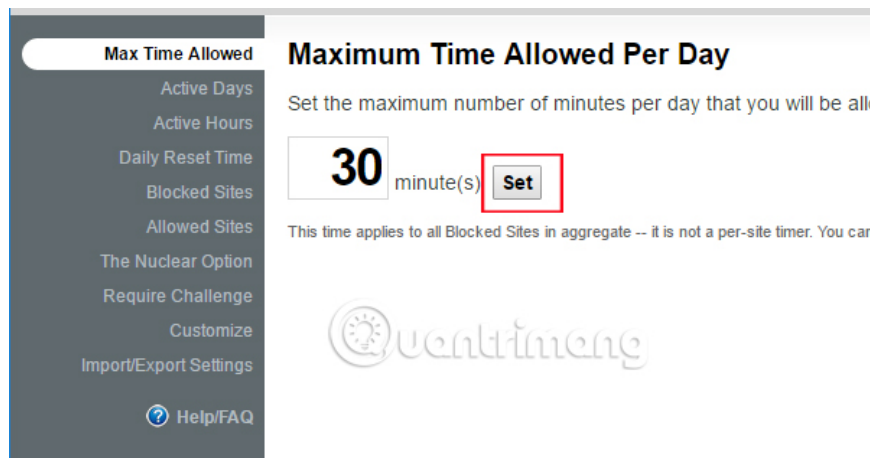 Max Time Allowed
Active Days
Active Hours
Daily Reset Time
Blocked Sites
Allowed Sites
The Nuclear Option
Require Challenge
Customize
Import/Export Settings
Help/FAQ
Maximum Time Allowed Per Day
Set the maximum number of minutes per day that you will be all
30 minute(s) Set
This time applies to all Blocked Sites in aggregate -- it is not a per-site timer. You can
Quantrimang